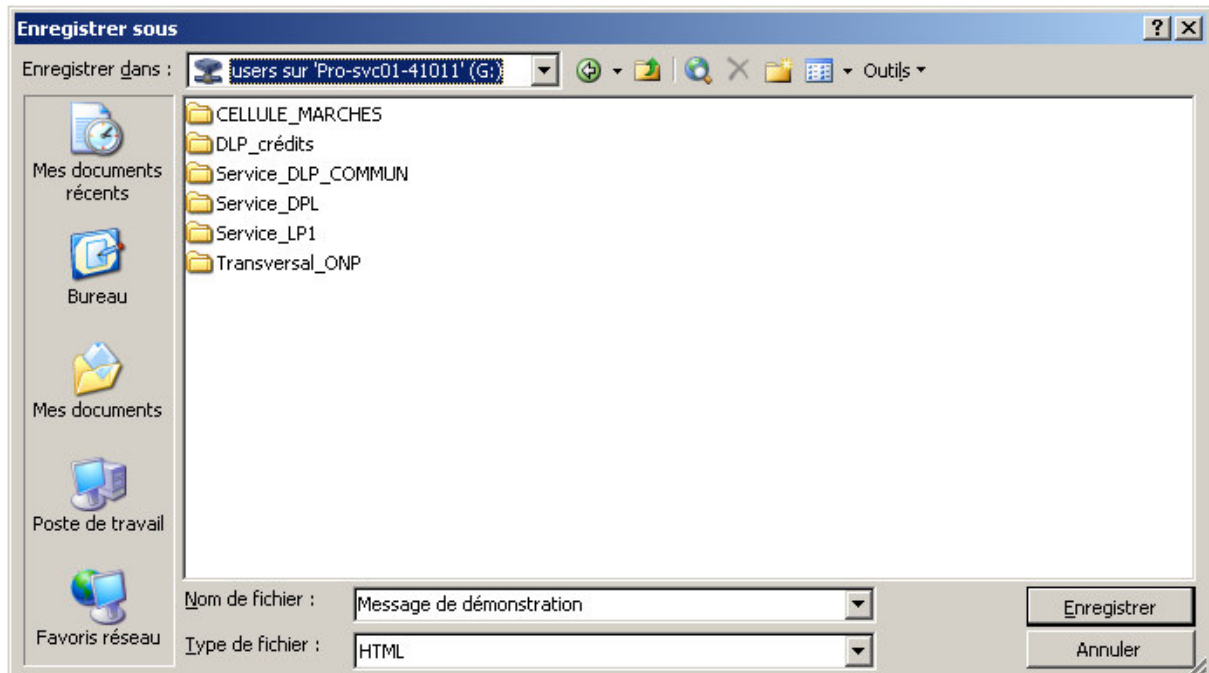 Enregistrer sous
Enregistrer dans : users sur 'Pro-svc01-41011' (G:) Outils
Mes documents récents
Bureau
Mes documents
Poste de travail
Favoris réseau
CELLULE_MARCHES
DLP_crédits
Service_DLP_COMMUN
Service_DPL
Service_LP1
Transversal_ONP
Nom de fichier : Message de démonstration Enregistrer
Type de fichier : HTML Annuler